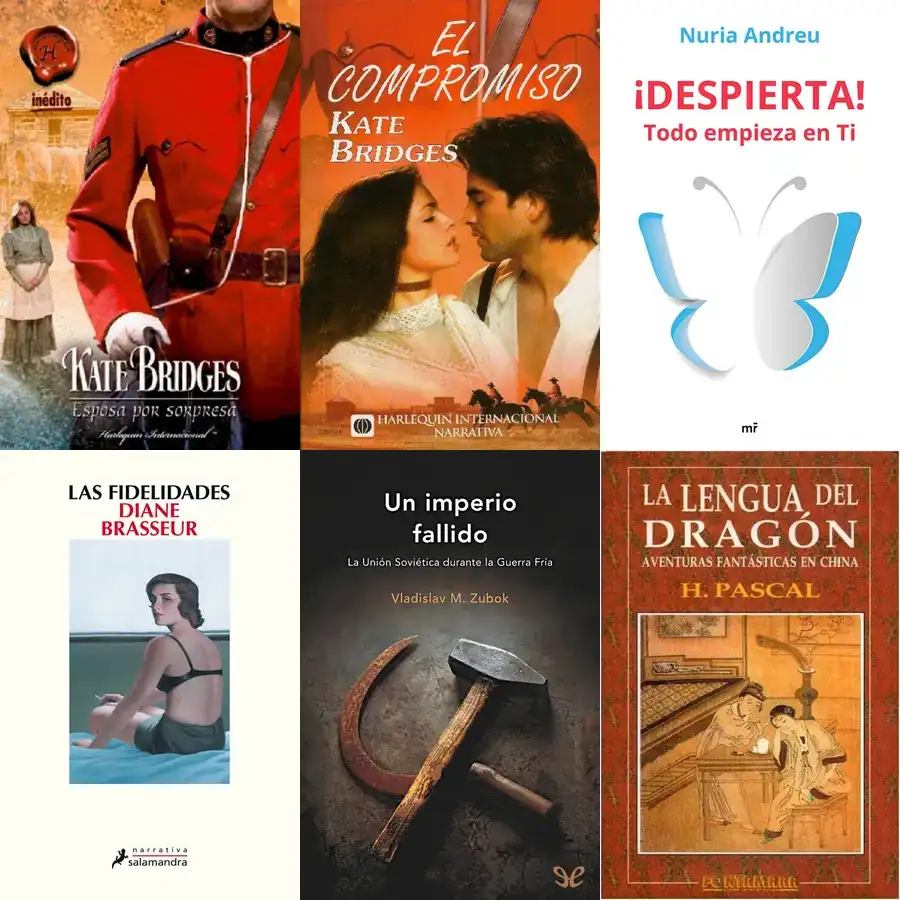 H
inédito
KATE BRIDGES
Esposa por sorpresa
Harlequin Internacional™
EL
COMPROMISO
KATE
BRIDGES
HARLEQUIN INTERNACIONAL
NARRATIVA
Nuria Andreu
¡DESPIERTA!
Todo empieza en Ti
mr̄
LAS FIDELIDADES
DIANE
BRASSEUR
narrativa
salamandra
Un imperio
fallido
La Unión Soviética durante la Guerra Fría
Vladislav M. Zubok
LA LENGUA DEL
DRAGÓN
AVENTURAS FANTÁSTICAS EN CHINA
H. PASCAL
FONTAMARA